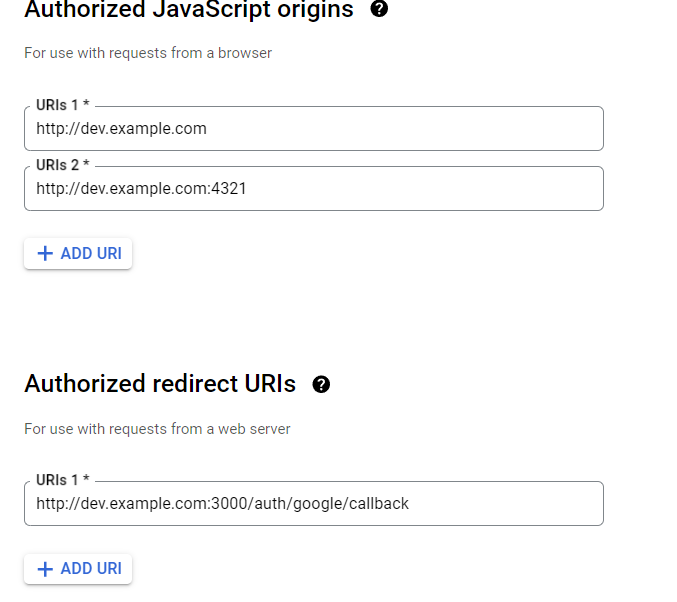 Authorized JavaScript origins
For use with requests from a browser
URIs 1 *
http://dev.example.com
URIs 2 *
http://dev.example.com:4321
ADD URI
Authorized redirect URIs
For use with requests from a web server
URIs 1 *
http://dev.example.com:3000/auth/google/callback
ADD URI